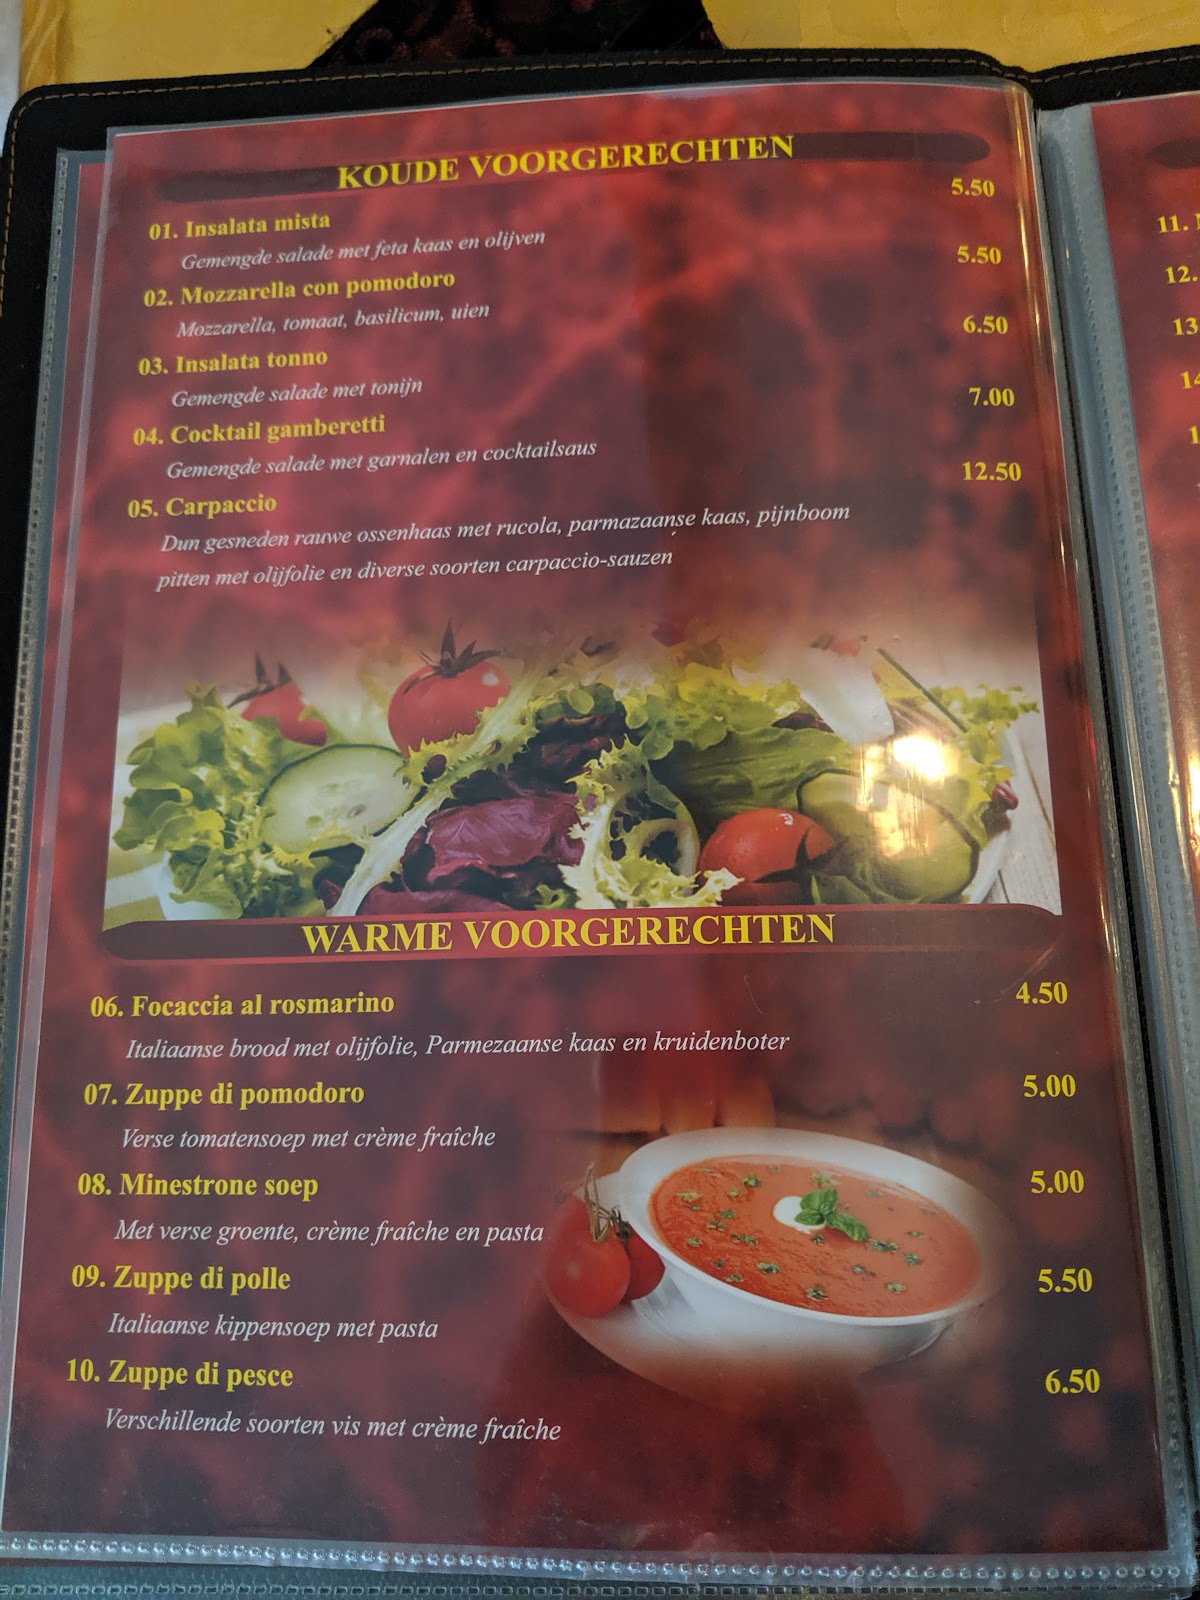 KOUDE VOORGERECHTEN
01. Insalata mista 5.50
Gemengde salade met feta kaas en olijven
02. Mozzarella con pomodoro 5.50
Mozzarella, tomaat, basilicum, uien
03. Insalata tonno 6.50
Gemengde salade met tonijn
04. Cocktail gamberetti 7.00
Gemengde salade met garnalen en cocktailsaus
05. Carpaccio 12.50
Dun gesneden rauwe ossenhaas met rucola, parmazaanse kaas, pijnboom
pitten met olijfolie en diverse soorten carpaccio-sauzen
WARME VOORGERECHTEN
06. Focaccia al rosmarino 4.50
Italiaanse brood met olijfolie, Parmezaanse kaas en kruidenboter
07. Zuppe di pomodoro 5.00
Verse tomatensoep met crème fraîche
08. Minestrone soep 5.00
Met verse groente, crème fraîche en pasta
09. Zuppe di polle 5.50
Italiaanse kippensoep met pasta
10. Zuppe di pesce 6.50
Verschillende soorten vis met crème fraîche
11.
12.
13